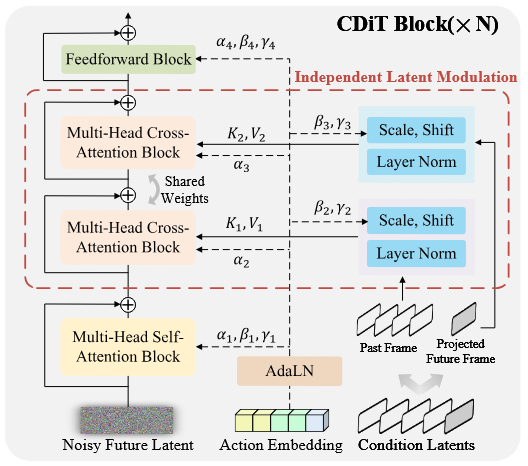 CDiT Block(× N)
α₄, β₄, γ₄
Feedforward Block
Independent Latent Modulation
β₃, γ₃
Scale, Shift
K₂, V₂
Multi-Head Cross-
Attention Block
Layer Norm
α₃
Shared
Weights
β₂, γ₂
Scale, Shift
K₁, V₁
Multi-Head Cross-
Attention Block
Layer Norm
α₂
α₁, β₁, γ₁
Multi-Head Self-
Attention Block
Past Frame
Projected
Future Frame
AdaLN
Noisy Future Latent
Action Embedding
Condition Latents